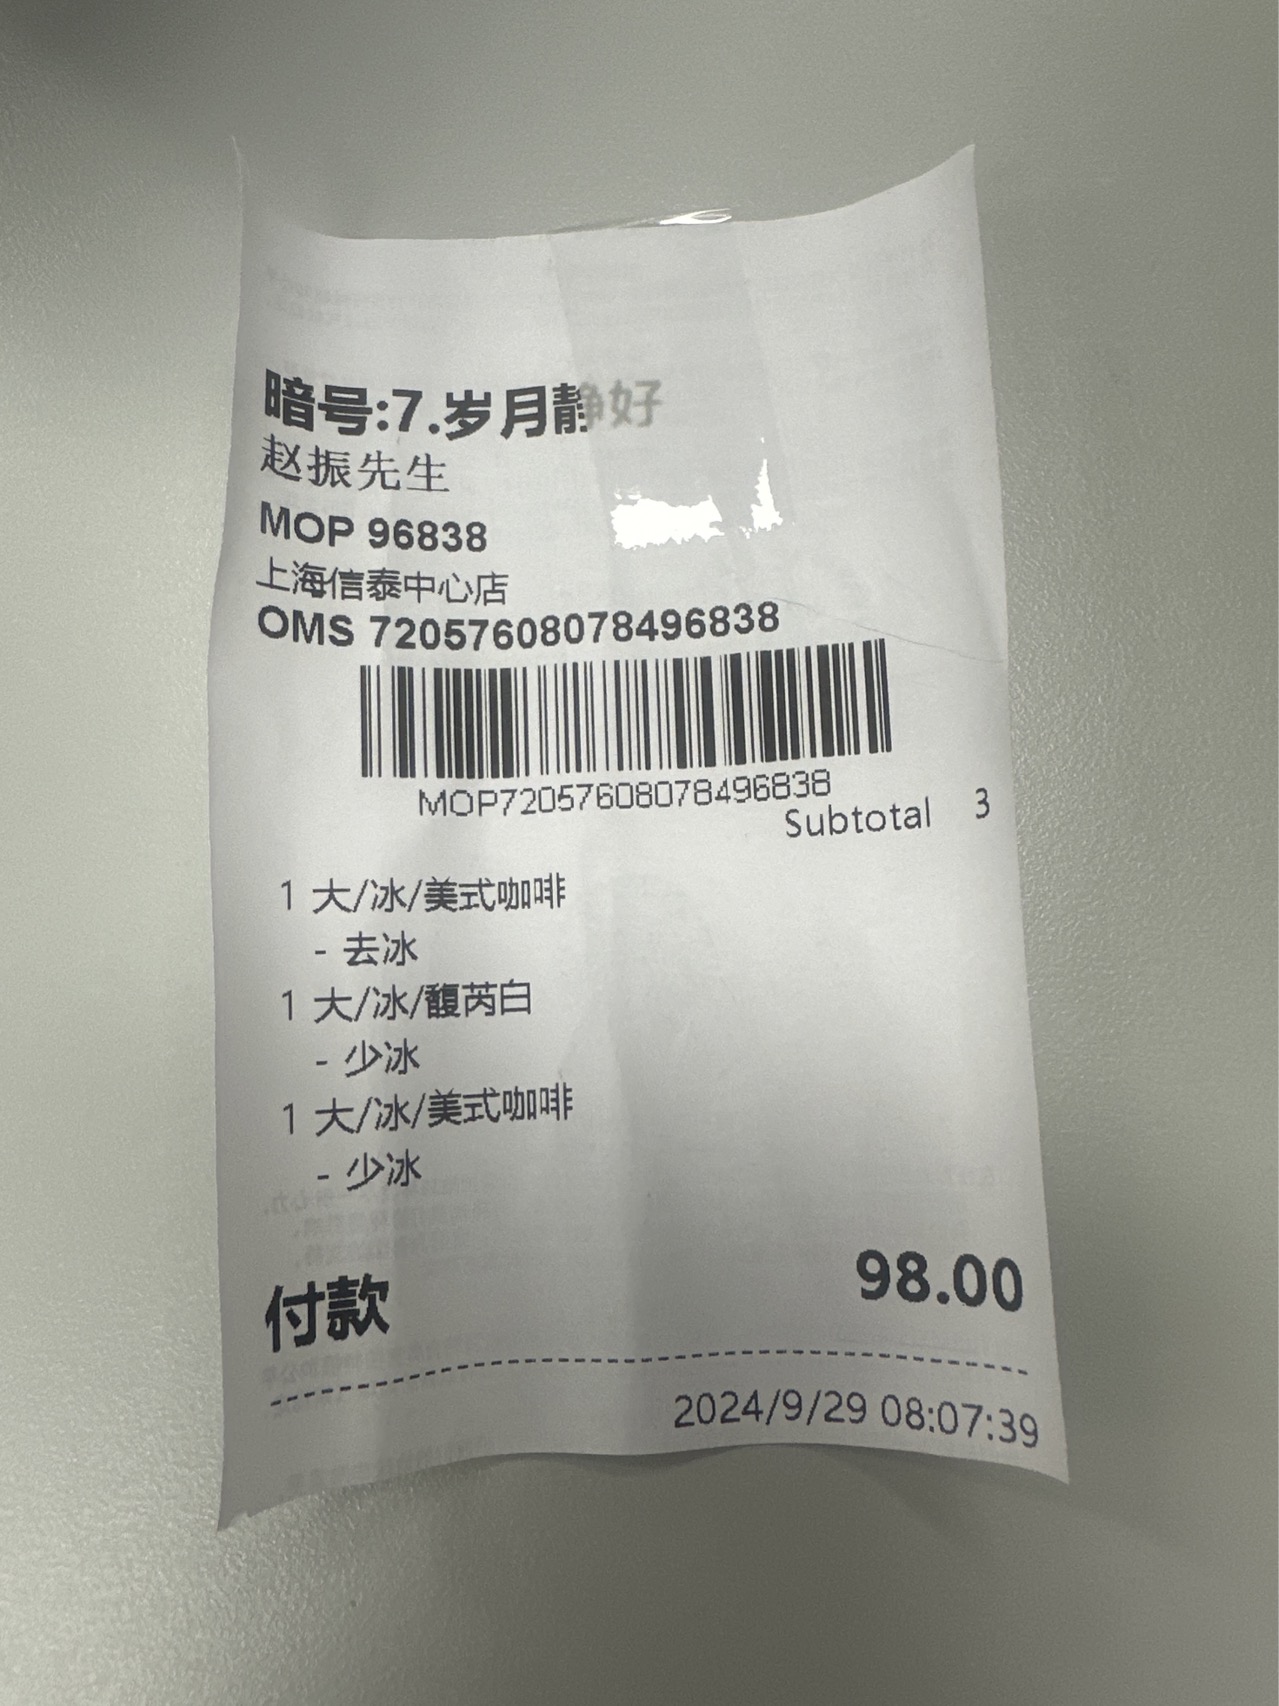 暗号:7.岁月静好
赵振先生
MOP 96838
上海信泰中心店
OMS 72057608078496838
MOP72057608078496838
Subtotal 3
1 大/冰/美式咖啡
- 去冰
1 大/冰/馥芮白
- 少冰
1 大/冰/美式咖啡
- 少冰
付款 98.00
2024/9/29 08:07:39